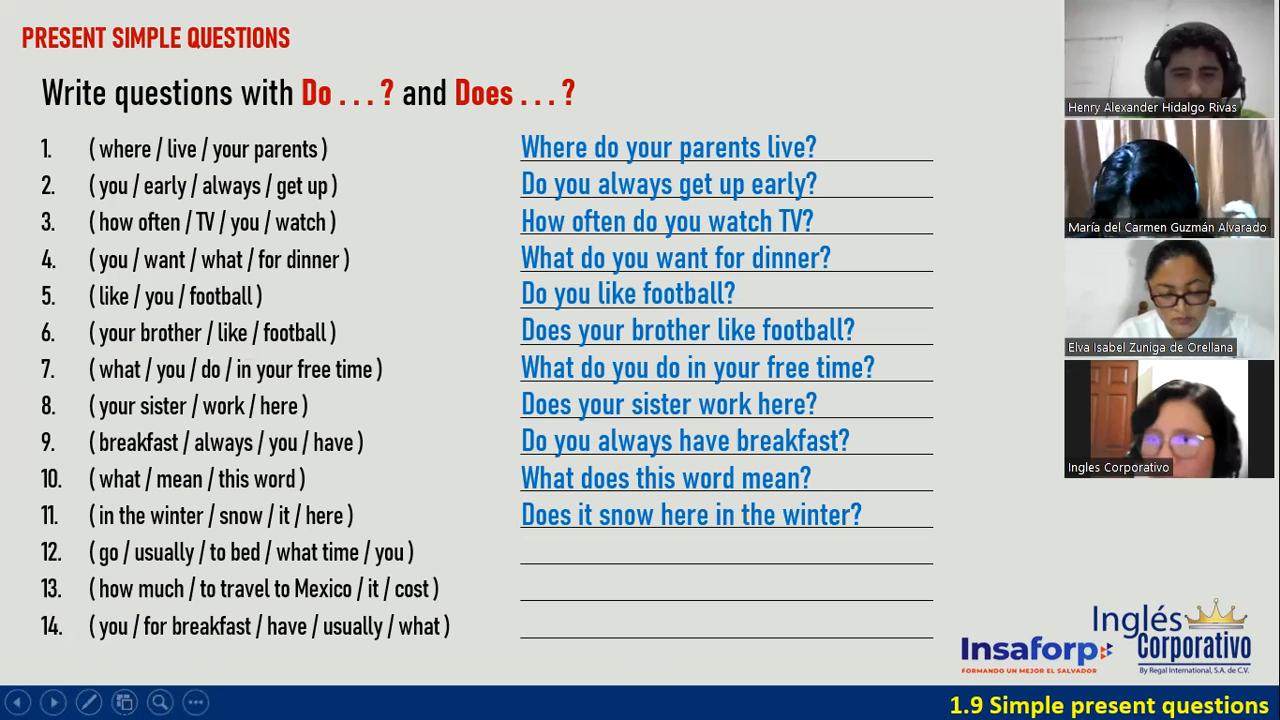 PRESENT SIMPLE QUESTIONS
Write questions with Do . . . ? and Does . . . ?
1. ( where / live / your parents ) Where do your parents live?
2. ( you / early / always / get up ) Do you always get up early?
3. ( how often / TV / you / watch ) How often do you watch TV?
4. ( you / want / what / for dinner ) What do you want for dinner?
5. ( like / you / football ) Do you like football?
6. ( your brother / like / football ) Does your brother like football?
7. ( what / you / do / in your free time ) What do you do in your free time?
8. ( your sister / work / here ) Does your sister work here?
9. ( breakfast / always / you / have ) Do you always have breakfast?
10. ( what / mean / this word ) What does this word mean?
11. ( in the winter / snow / it / here ) Does it snow here in the winter?
12. ( go / usually / to bed / what time / you )
13. ( how much / to travel to Mexico / it / cost )
14. ( you / for breakfast / have / usually / what )
Henry Alexander Hidalgo Rivas
María del Carmen Guzmán Alvarado
Elva Isabel Zuniga de Orellana
Ingles Corporativo
Insaforp
FORMANDO UN MEJOR EL SALVADOR
Inglés
Corporativo
By Regal International, S.A. de C.V.
1.9 Simple present questions